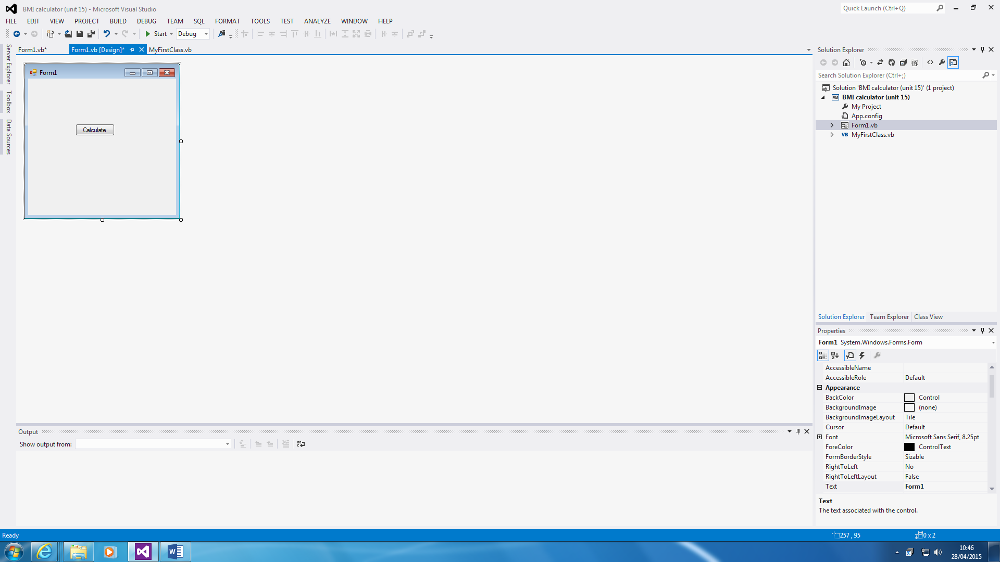 BMI calculator (unit 15) - Microsoft Visual Studio
Quick Launch (Ctrl+Q)
FILE EDIT VIEW PROJECT BUILD DEBUG TEAM SQL FORMAT TOOLS TEST ANALYZE WINDOW HELP
Start Debug
Server Explorer
Toolbox
Data Sources
Form1.vb* Form1.vb [Design]* MyFirstClass.vb
Form1
Calculate
Solution Explorer
Search Solution Explorer (Ctrl+;)
Solution 'BMI calculator (unit 15)' (1 project)
VB BMI calculator (unit 15)
My Project
App.config
Form1.vb
VB MyFirstClass.vb
Solution Explorer Team Explorer Class View
Properties
Form1 System.Windows.Forms.Form
AccessibleName
AccessibleRole Default
Appearance
BackColor Control
BackgroundImage (none)
BackgroundImageLayout Tile
Cursor Default
Font Microsoft Sans Serif, 8.25pt
ForeColor ControlText
FormBorderStyle Sizable
RightToLeft No
RightToLeftLayout False
Text Form1
Text
The text associated with the control.
Output
Show output from:
Ready
257 , 95
0 x 2
10:46
28/04/2015